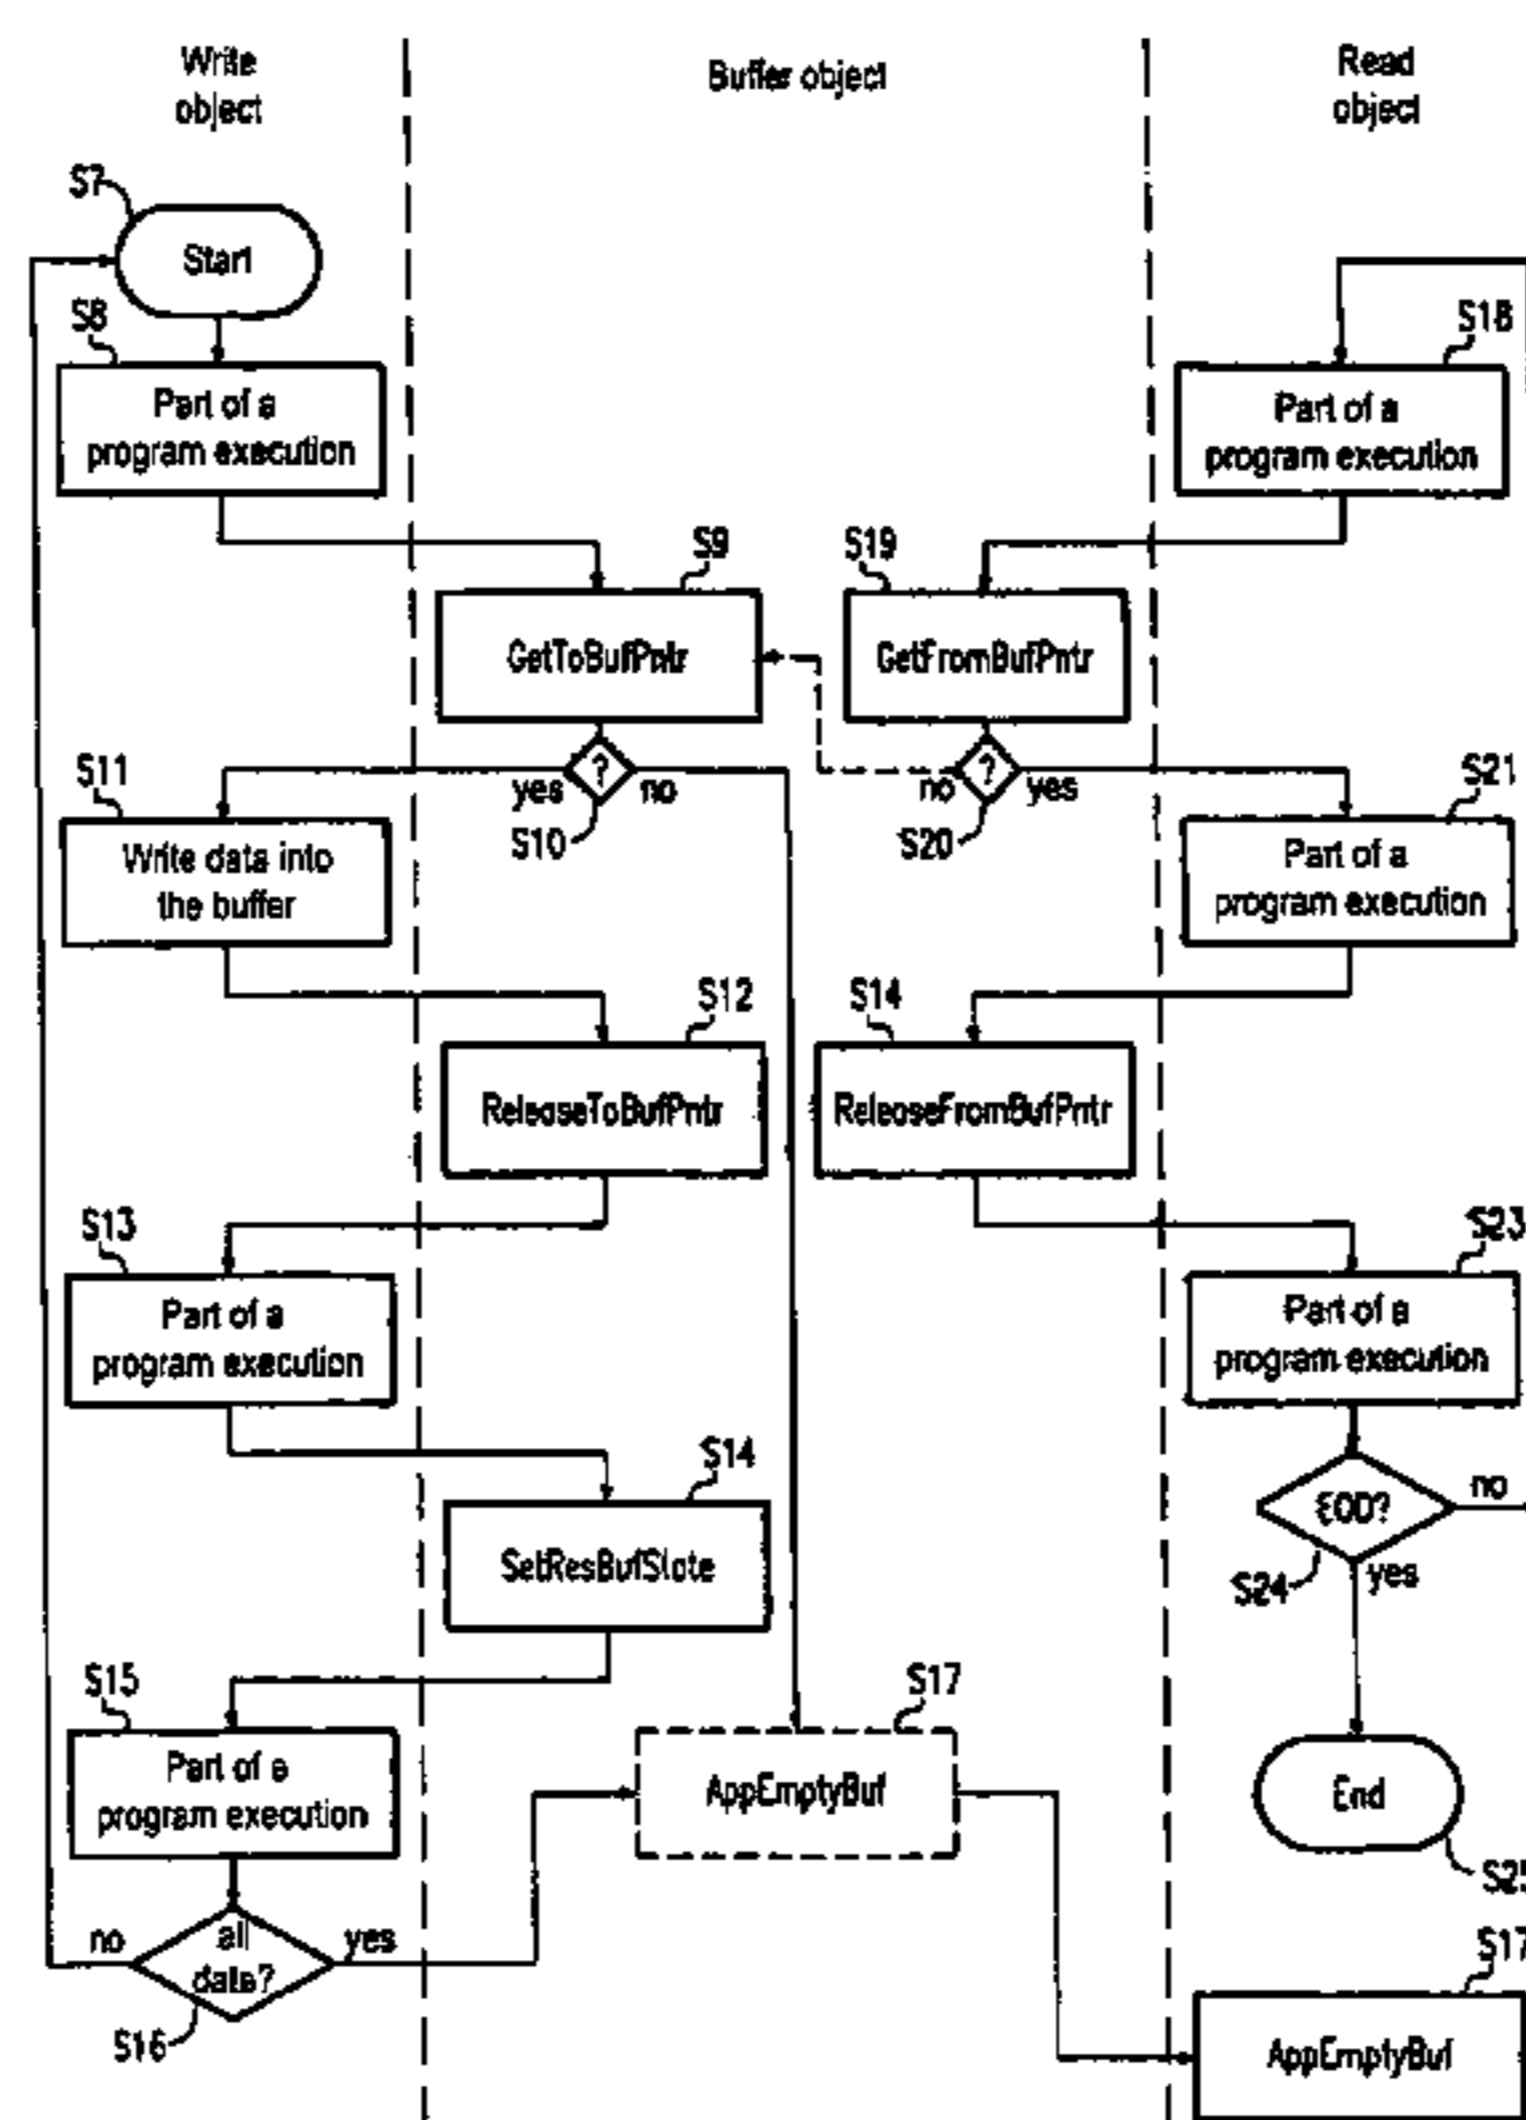 Write
object
Buffer object
Read
object
S7
Start
S8
Part of a
program execution
S18
Part of a
program execution
S9
GetToBufPntr
S19
GetFromBufPntr
?
yes
no
S10
?
no
yes
S20
S11
Write data into
the buffer
S21
Part of a
program execution
S12
ReleaseToBufPntr
S14
ReleaseFromBufPntr
S13
Part of a
program execution
S23
Part of a
program execution
S14
SetResBufState
EOD?
no
yes
S24
S15
Part of a
program execution
S17
AppEmptyBuf
End
S25
all
data?
no
yes
S16
S17
AppEmptyBuf